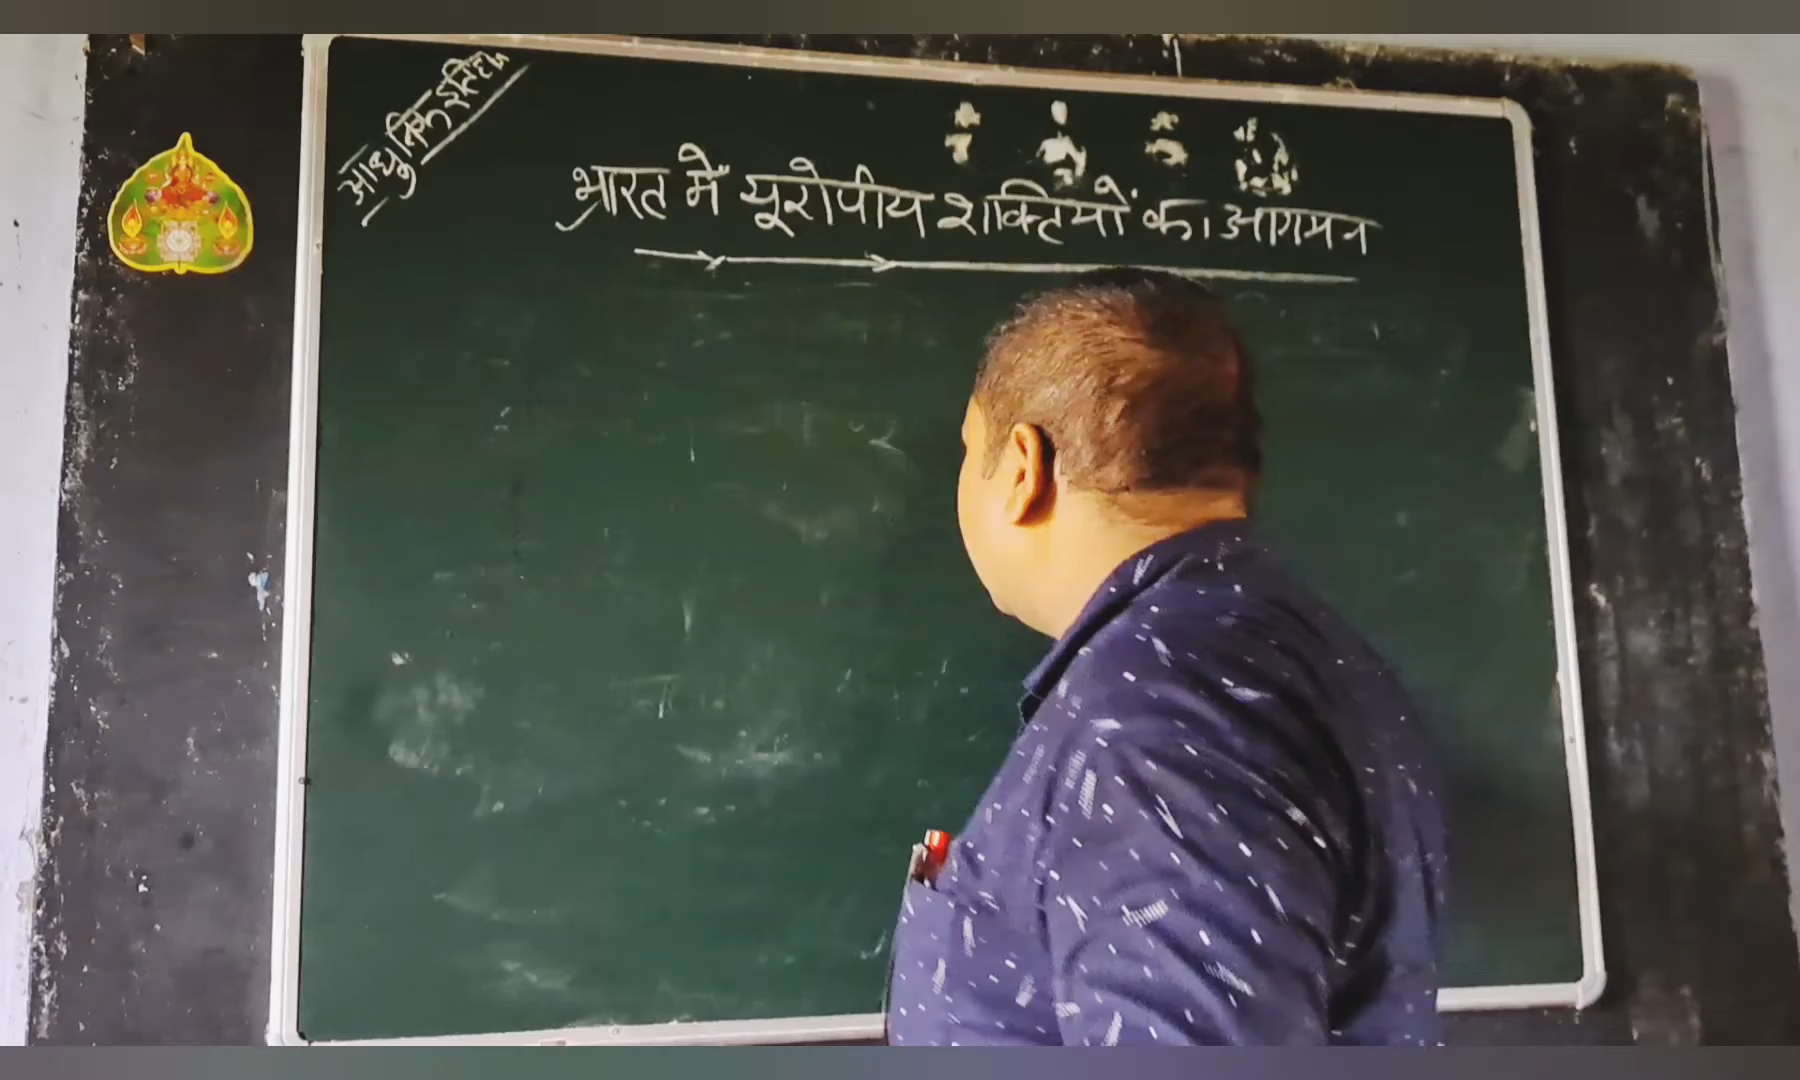 आधुनिक इतिहास
भारत में यूरोपीय शक्तियों का आगमन